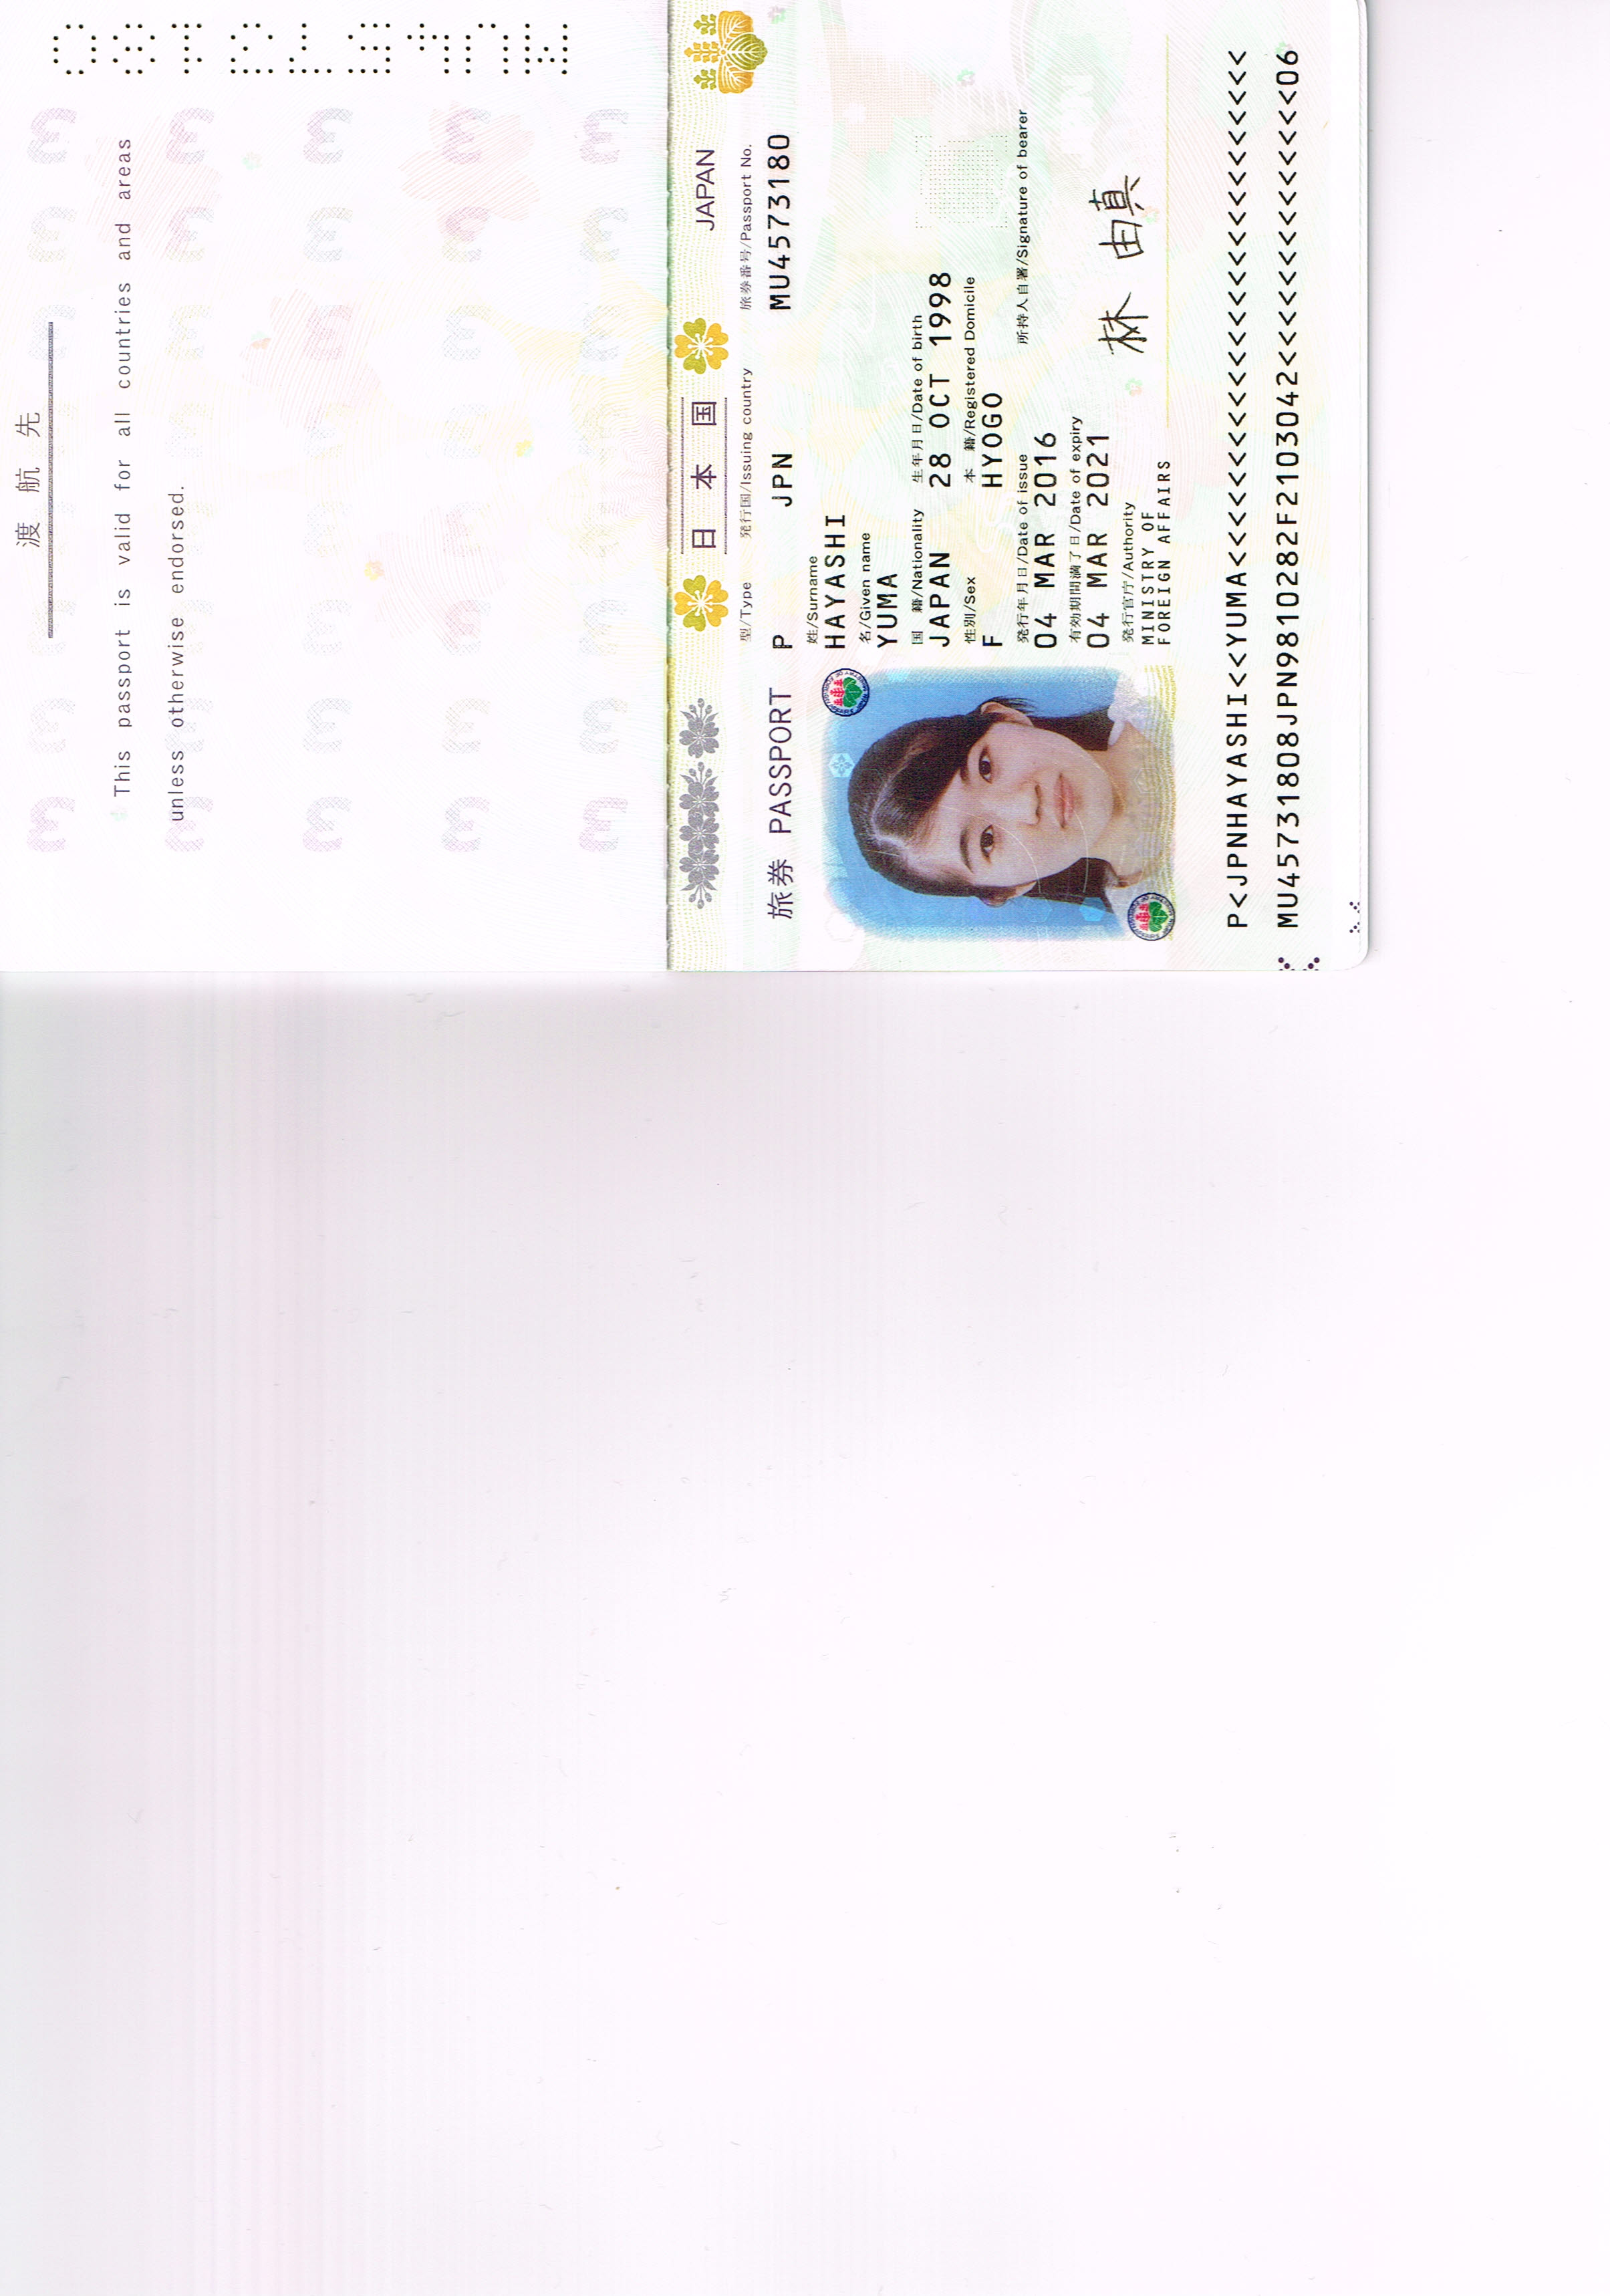 渡航先
This passport is valid for all countries and areas
unless otherwise endorsed.
MU4573180
日本国 JAPAN
旅券 PASSPORT
型/Type 発行国/Issuing country 旅券番号/Passport No.
P JPN MU4573180
姓/Surname
HAYASHI
名/Given name
YUMA
国籍/Nationality 生年月日/Date of birth
JAPAN 28 OCT 1998
性別/Sex 本籍/Registered Domicile
F HYOGO
発行年月日/Date of issue 所持人自署/Signature of bearer
04 MAR 2016
有効期間満了日/Date of expiry
04 MAR 2021
林 由真
発行官庁/Authority
MINISTRY OF
FOREIGN AFFAIRS
P<JPNHAYASHI<<YUMA<<<<<<<<<<<<<<<<<<<<<<<<<<
MU45731808JPN9810282F2103042<<<<<<<<<<<<<<06